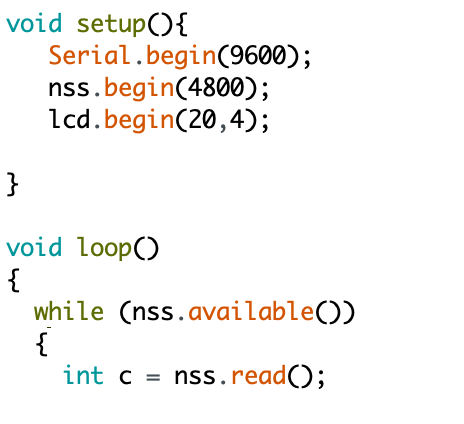 void setup(){
Serial.begin(9600);
nss.begin(4800);
lcd.begin(20,4);
}
void loop()
{
while (nss.available())
{
int c = nss.read();